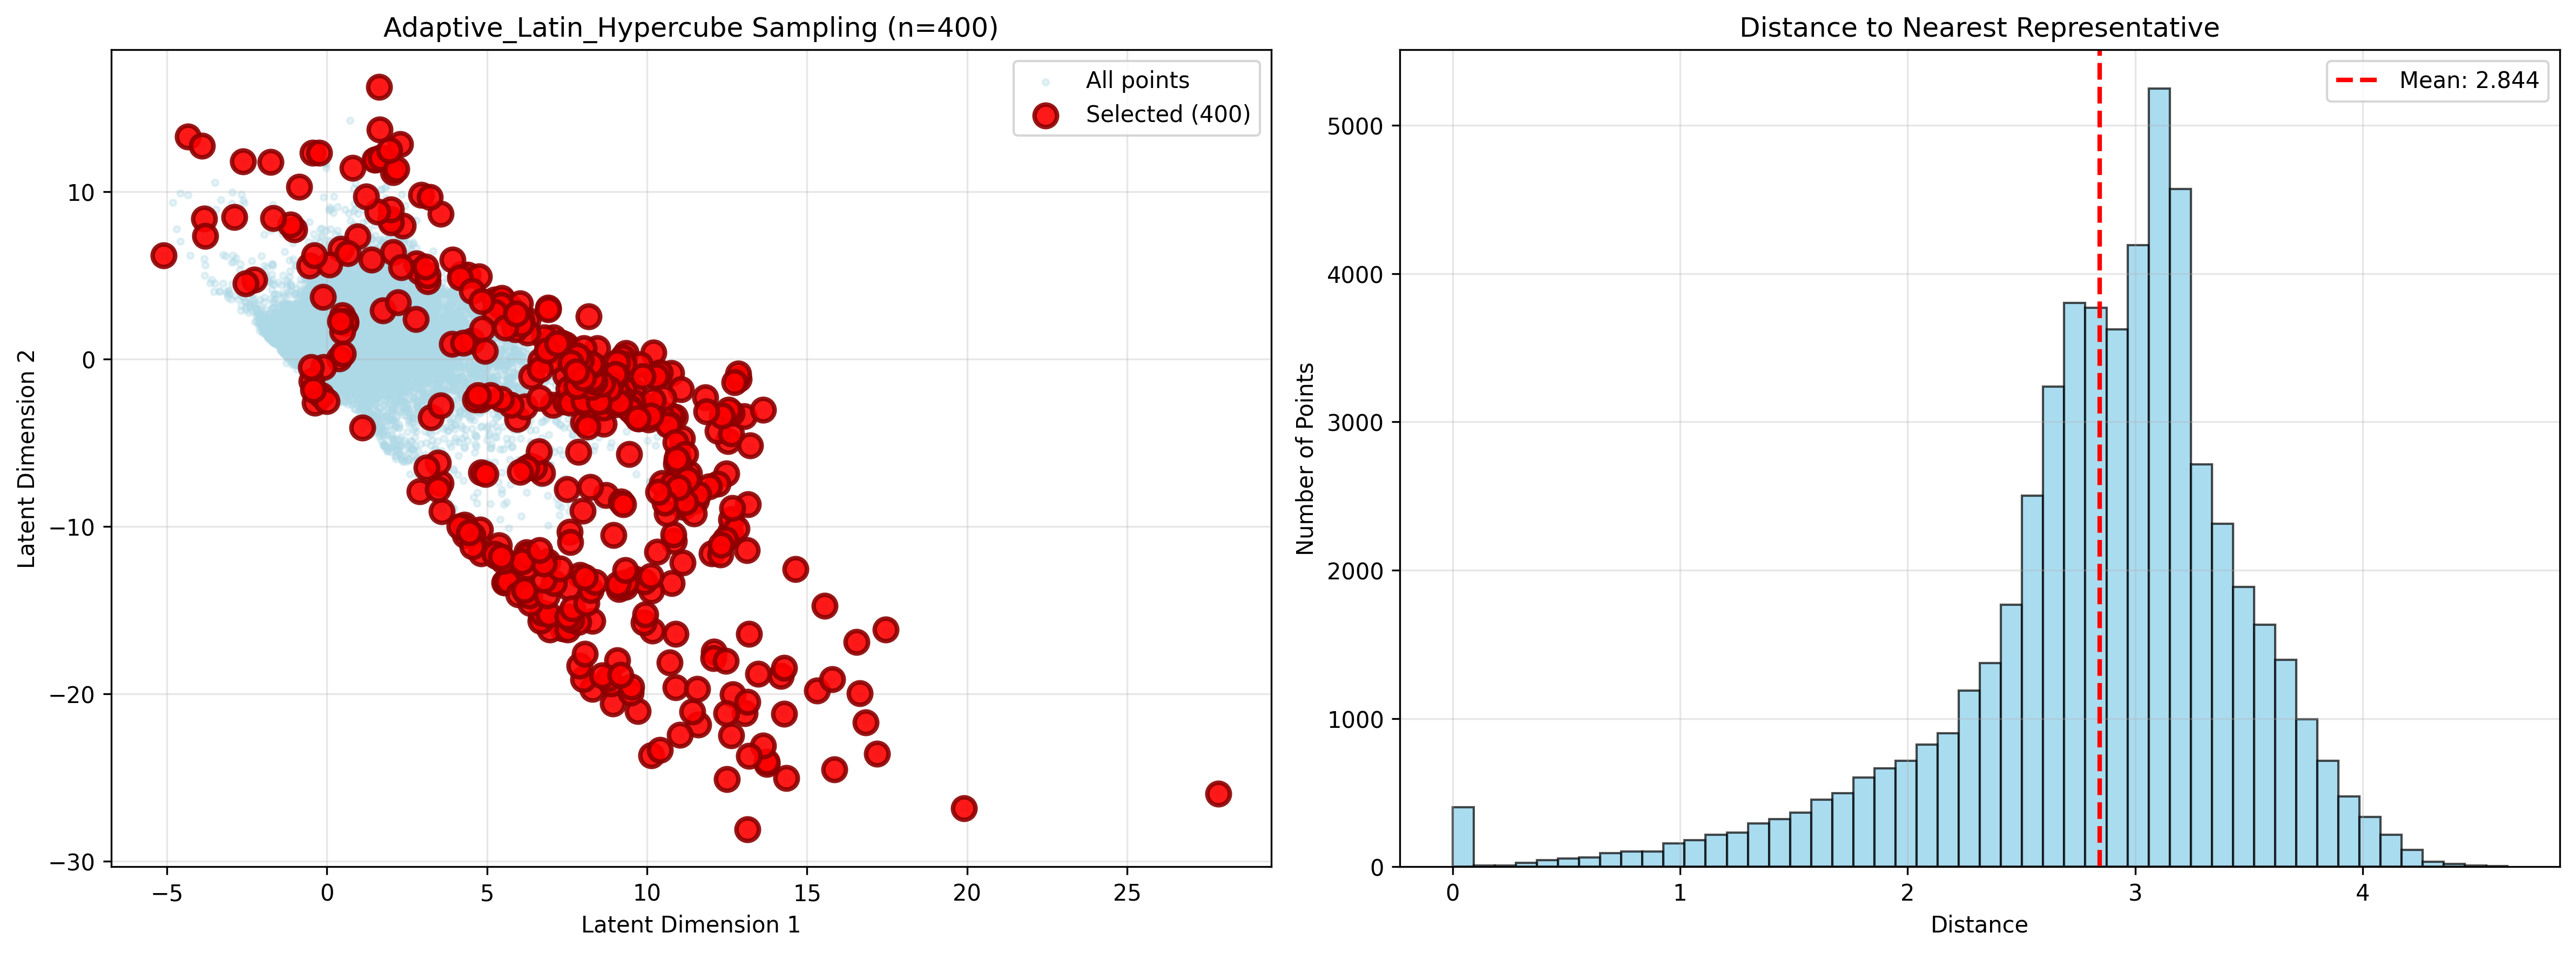 Adaptive_Latin_Hypercube Sampling (n=400)
All points
Selected (400)
10
0
−10
−20
−30
Latent Dimension 2
−5
0
5
10
15
20
25
Latent Dimension 1
Distance to Nearest Representative
Mean: 2.844
5000
4000
3000
2000
1000
0
Number of Points
0
1
2
3
4
Distance